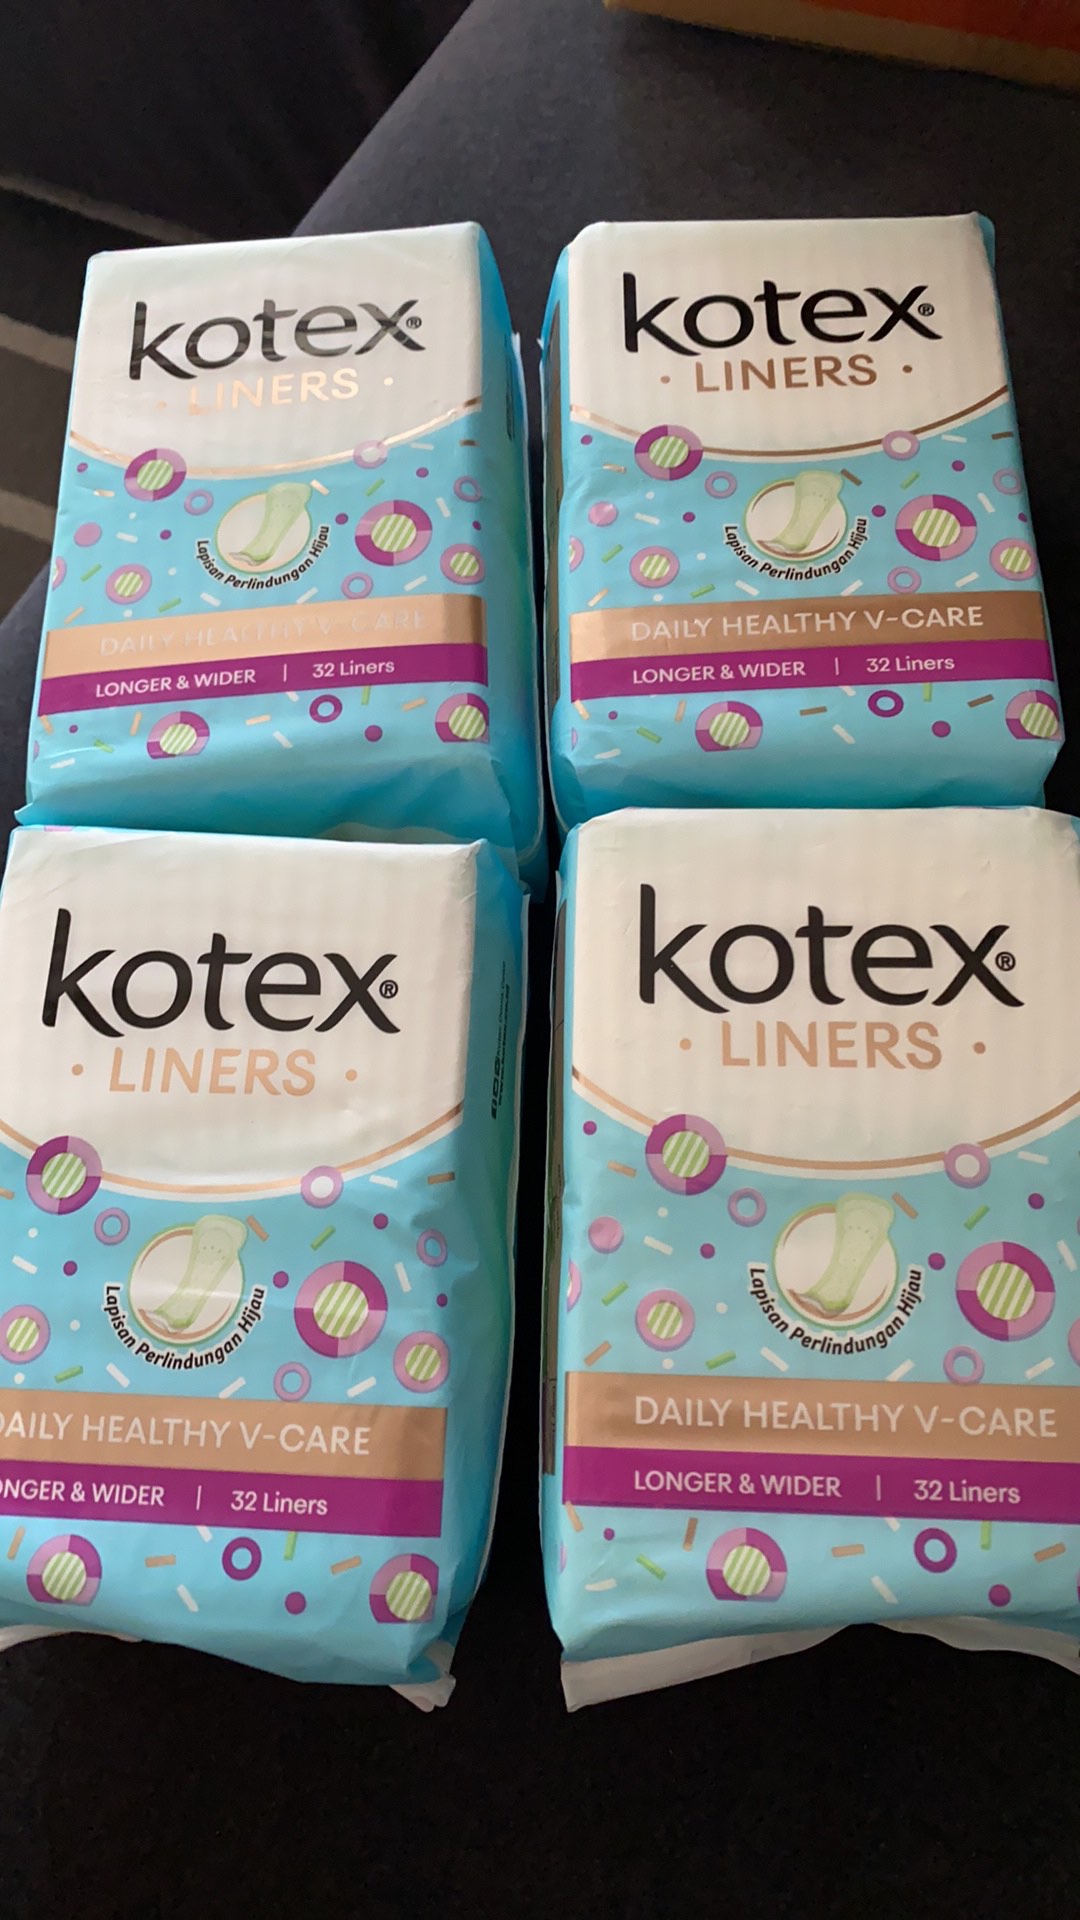 kotex®
· LINERS ·
Lapisan Perlindungan Hijau
DAILY HEALTHY V-CARE
LONGER & WIDER | 32 Liners
kotex®
· LINERS ·
Lapisan Perlindungan Hijau
DAILY HEALTHY V-CARE
LONGER & WIDER | 32 Liners
kotex®
· LINERS ·
Lapisan Perlindungan Hijau
DAILY HEALTHY V-CARE
ONGER & WIDER | 32 Liners
kotex®
· LINERS ·
Lapisan Perlindungan Hijau
DAILY HEALTHY V-CARE
LONGER & WIDER | 32 Liners